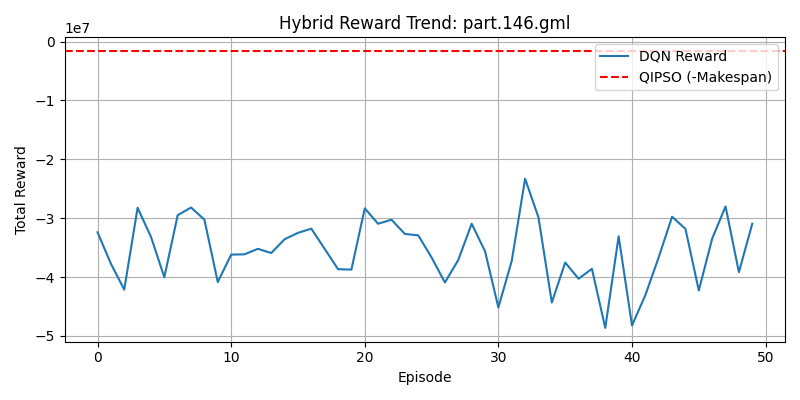 Hybrid Reward Trend: part.146.gml
1e7
DQN Reward
QIPSO (-Makespan)
0
−1
−2
−3
−4
−5
Total Reward
0 10 20 30 40 50
Episode